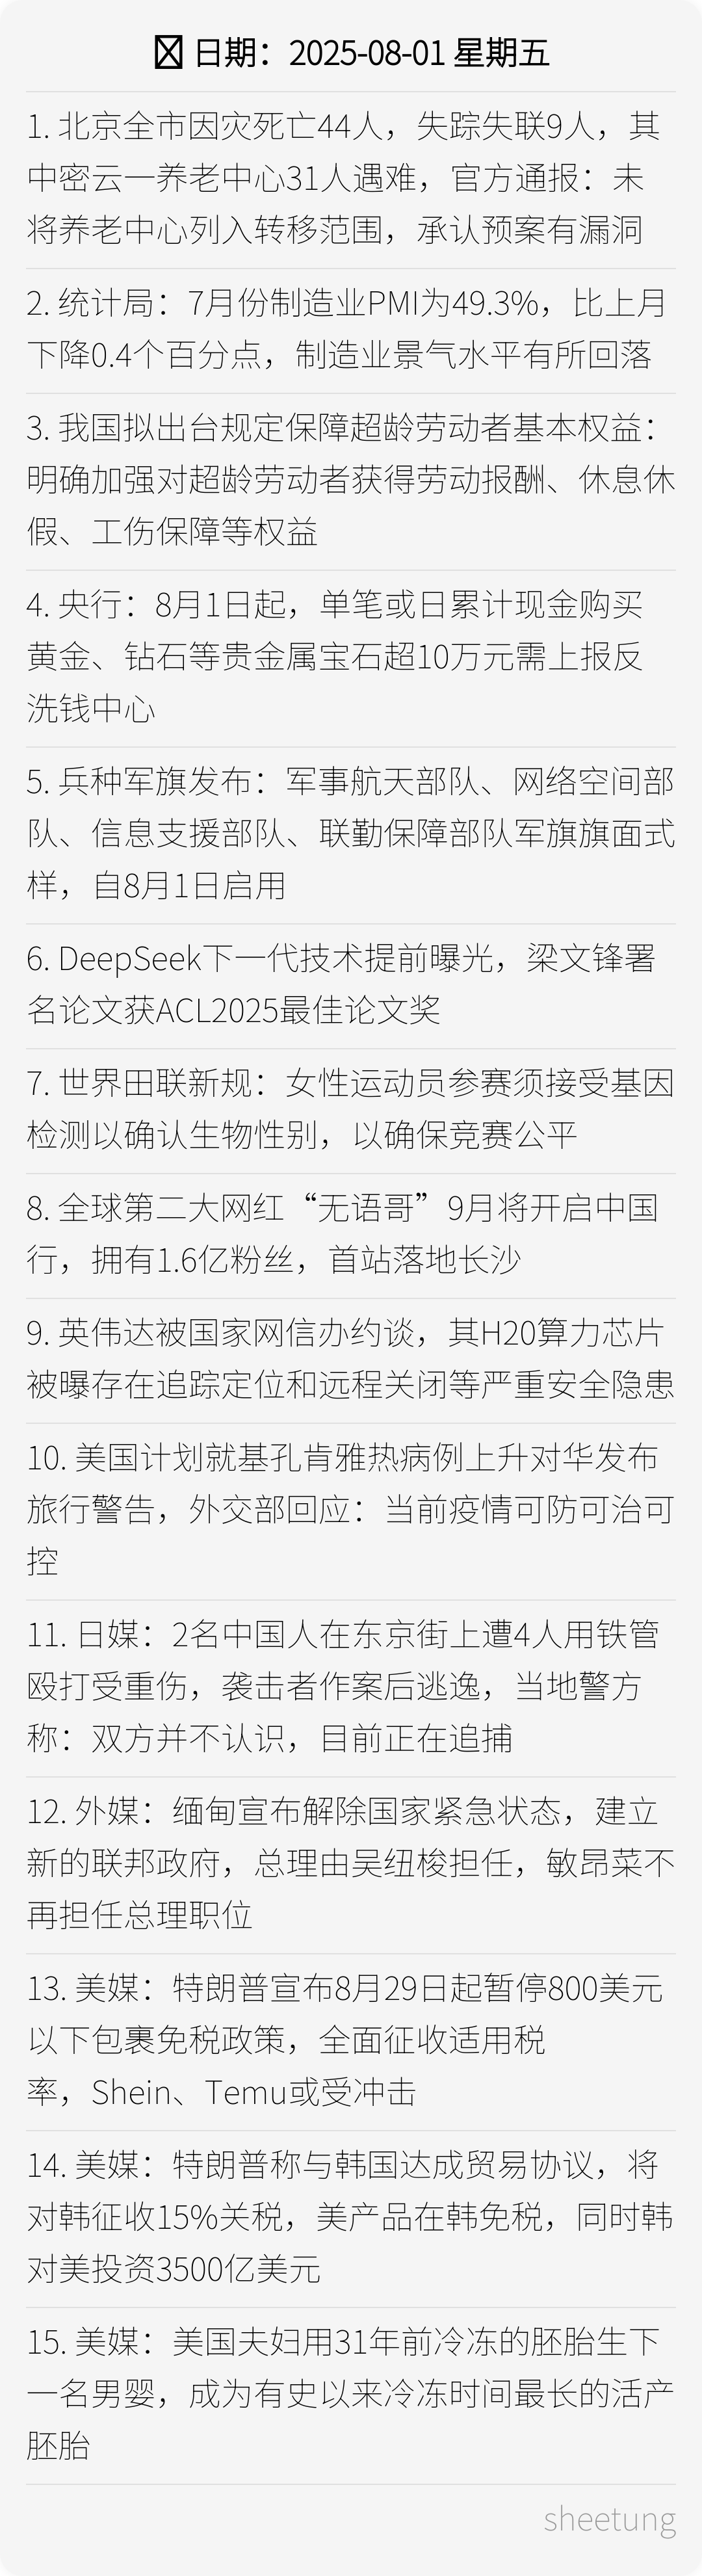 日期：2025-08-01 星期五
1. 北京全市因灾死亡44人，失踪失联9人，其
中密云一养老中心31人遇难，官方通报：未
将养老中心列入转移范围，承认预案有漏洞
2. 统计局：7月份制造业PMI为49.3%，比上月
下降0.4个百分点，制造业景气水平有所回落
3. 我国拟出台规定保障超龄劳动者基本权益：
明确加强对超龄劳动者获得劳动报酬、休息休
假、工伤保障等权益
4. 央行：8月1日起，单笔或日累计现金购买
黄金、钻石等贵金属宝石超10万元需上报反
洗钱中心
5. 兵种军旗发布：军事航天部队、网络空间部
队、信息支援部队、联勤保障部队军旗旗面式
样，自8月1日启用
6. DeepSeek下一代技术提前曝光，梁文锋署
名论文获ACL2025最佳论文奖
7. 世界田联新规：女性运动员参赛须接受基因
检测以确认生物性别，以确保竞赛公平
8. 全球第二大网红“无语哥”9月将开启中国
行，拥有1.6亿粉丝，首站落地长沙
9. 英伟达被国家网信办约谈，其H20算力芯片
被曝存在追踪定位和远程关闭等严重安全隐患
10. 美国计划就基孔肯雅热病例上升对华发布
旅行警告，外交部回应：当前疫情可防可治可
控
11. 日媒：2名中国人在东京街上遭4人用铁管
殴打受重伤，袭击者作案后逃逸，当地警方
称：双方并不认识，目前正在追捕
12. 外媒：缅甸宣布解除国家紧急状态，建立
新的联邦政府，总理由吴纽梭担任，敏昂莱不
再担任总理职位
13. 美媒：特朗普宣布8月29日起暂停800美元
以下包裹免税政策，全面征收适用税
率，Shein、Temu或受冲击
14. 美媒：特朗普称与韩国达成贸易协议，将
对韩征收15%关税，美产品在韩免税，同时韩
对美投资3500亿美元
15. 美媒：美国夫妇用31年前冷冻的胚胎生下
一名男婴，成为有史以来冷冻时间最长的活产
胚胎
sheetung